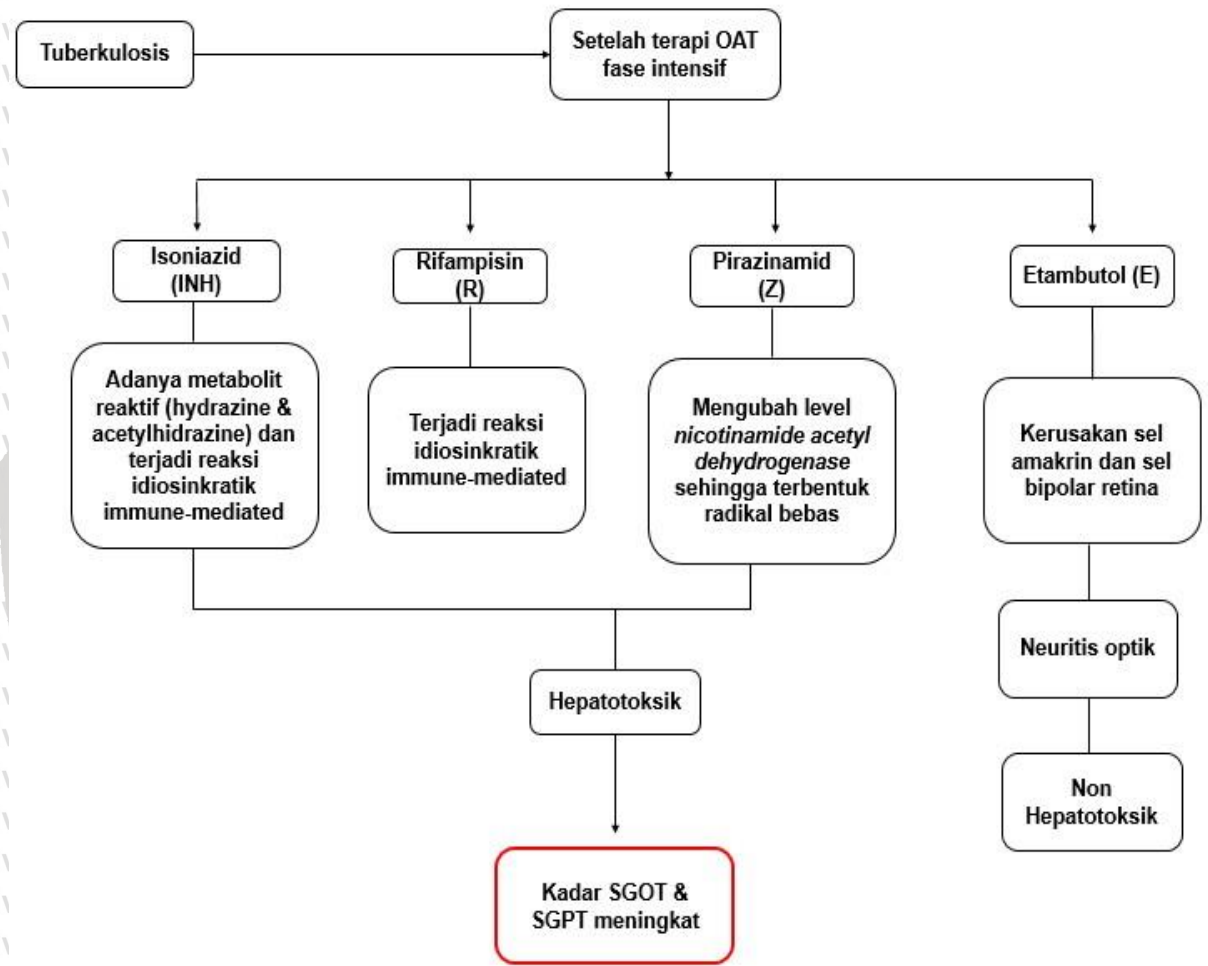 Tuberkulosis
Setelah terapi OAT
fase intensif
Isoniazid
(INH)
Rifampisin
(R)
Pirazinamid
(Z)
Etambutol (E)
Adanya metabolit
reaktif (hydrazine &
acetylhidrazine) dan
terjadi reaksi
idiosinkratik
immune-mediated
Terjadi reaksi
idiosinkratik
immune-mediated
Mengubah level
nicotinamide acetyl
dehydrogenase
sehingga terbentuk
radikal bebas
Kerusakan sel
amakrin dan sel
bipolar retina
Neuritis optik
Hepatotoksik
Non
Hepatotoksik
Kadar SGOT &
SGPT meningkat